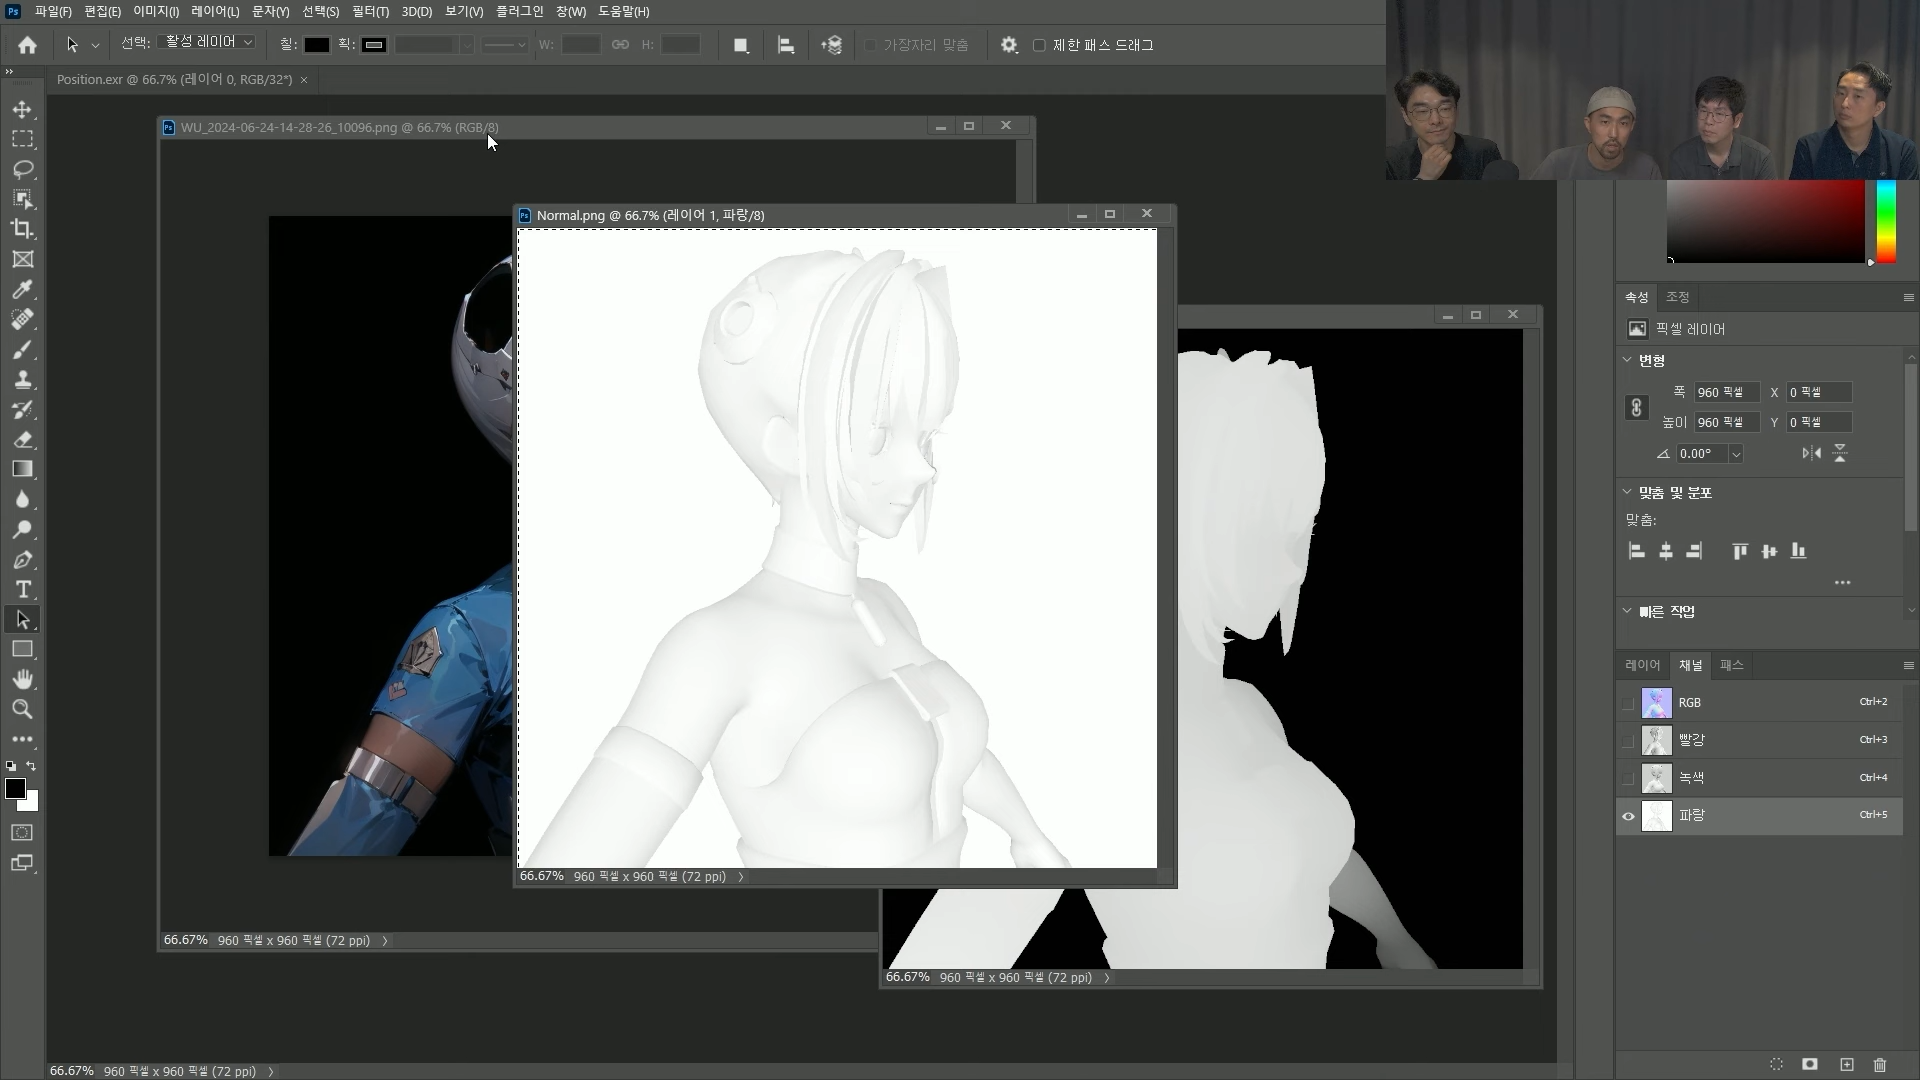 Ps 파일(F) 편집(E) 이미지(I) 레이어(L) 문자(Y) 선택(S) 필터(T) 3D(D) 보기(V) 플러그인 창(W) 도움말(H)
선택: 활성 레이어 칠: 획: W: H: 가장자리 맞춤 제한 패스 드래그
Position.exr @ 66.7% (레이어 0, RGB/32*)
Ps WU_2024-06-24-14-28-26_10096.png @ 66.7% (RGB/8)
Ps Normal.png @ 66.7% (레이어 1, 파랑/8)
66.67% 960 픽셀 x 960 픽셀 (72 ppi)
66.67% 960 픽셀 x 960 픽셀 (72 ppi)
66.67% 960 픽셀 x 960 픽셀 (72 ppi)
66.67% 960 픽셀 x 960 픽셀 (72 ppi)
속성 조정
픽셀 레이어
변형
폭 960 픽셀 X 0 픽셀
높이 960 픽셀 Y 0 픽셀
0.00°
맞춤 및 분포
맞춤:
빠른 작업
레이어 채널 패스
RGB Ctrl+2
빨강 Ctrl+3
녹색 Ctrl+4
파랑 Ctrl+5